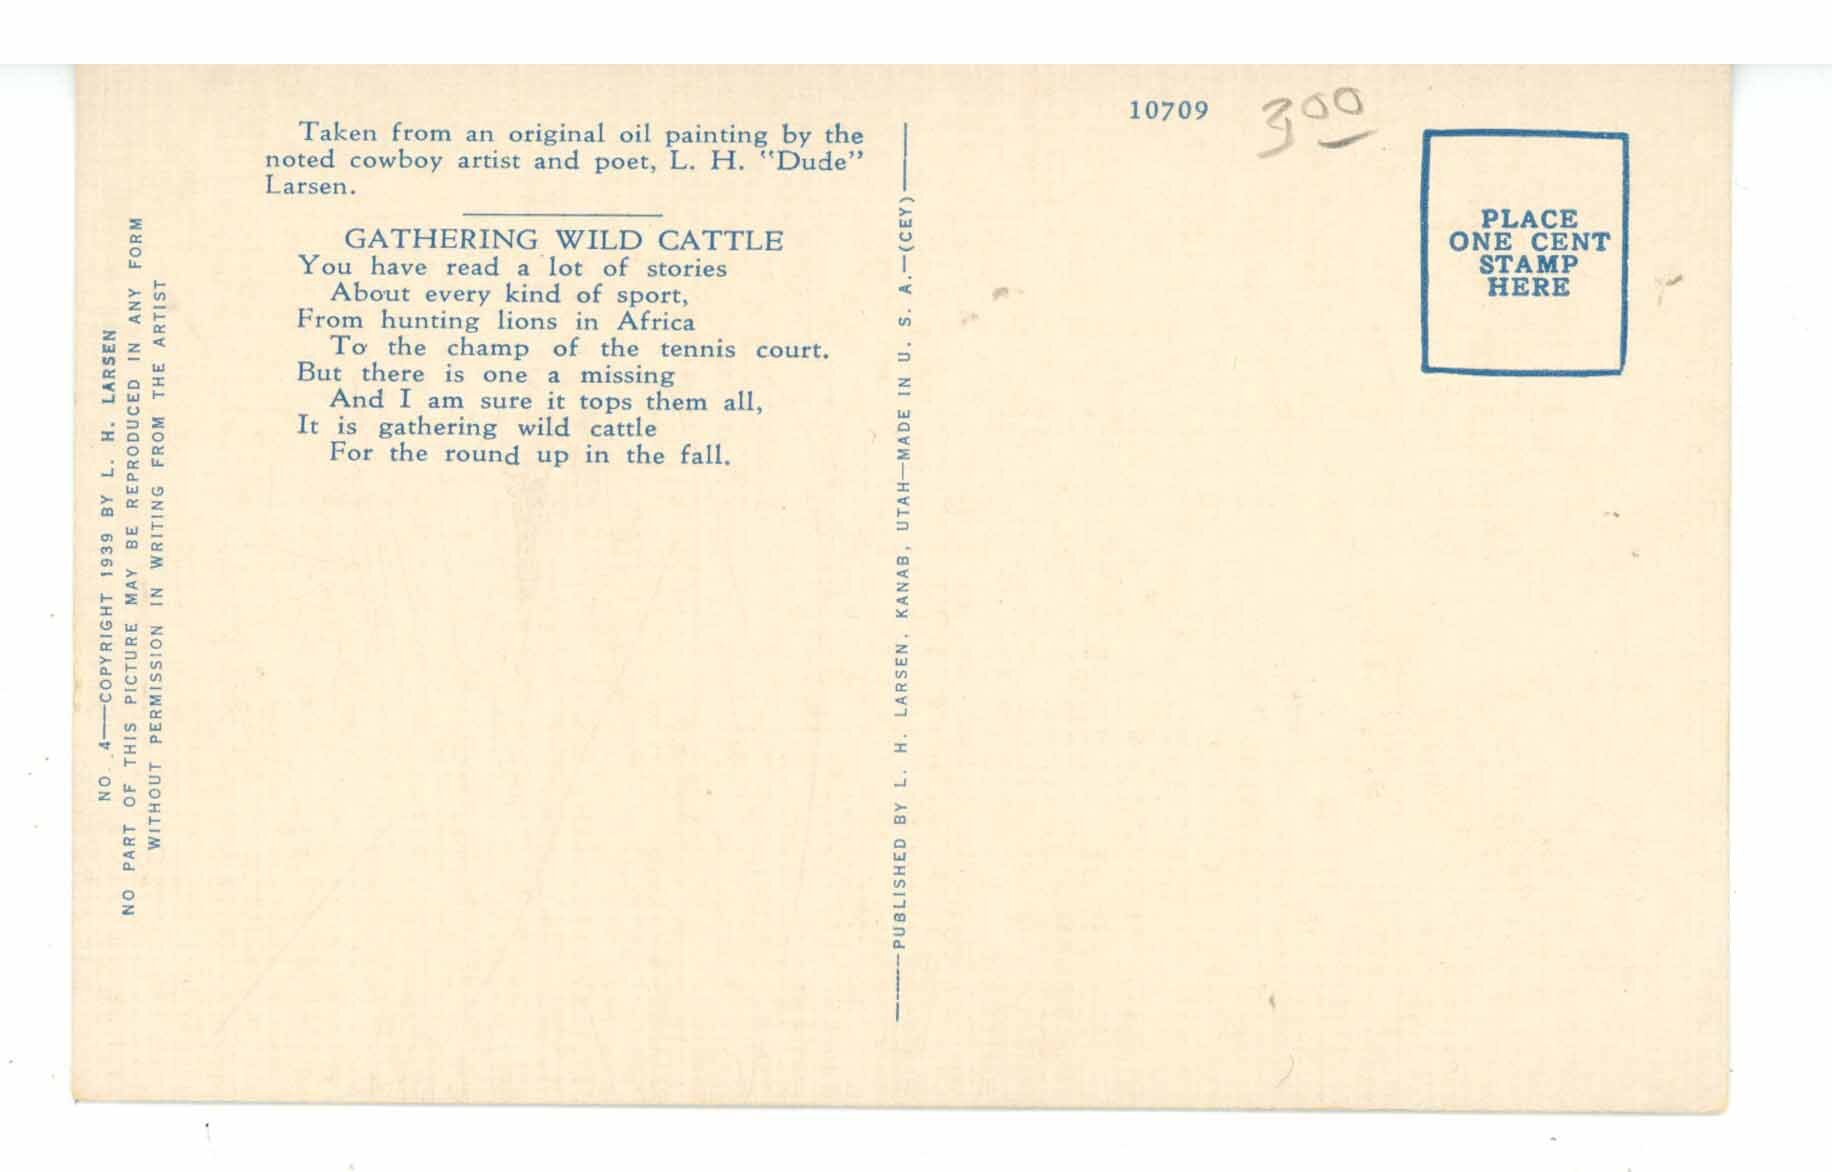 NO. 4—COPYRIGHT 1939 BY L. H. LARSEN
NO PART OF THIS PICTURE MAY BE REPRODUCED IN ANY FORM
WITHOUT PERMISSION IN WRITING FROM THE ARTIST
Taken from an original oil painting by the
noted cowboy artist and poet, L. H. "Dude"
Larsen.
GATHERING WILD CATTLE
You have read a lot of stories
About every kind of sport,
From hunting lions in Africa
To the champ of the tennis court.
But there is one a missing
And I am sure it tops them all,
It is gathering wild cattle
For the round up in the fall.
—PUBLISHED BY L. H. LARSEN, KANAB, UTAH—MADE IN U. S. A.—(CEY)—
10709
3.00
PLACE
ONE CENT
STAMP
HERE